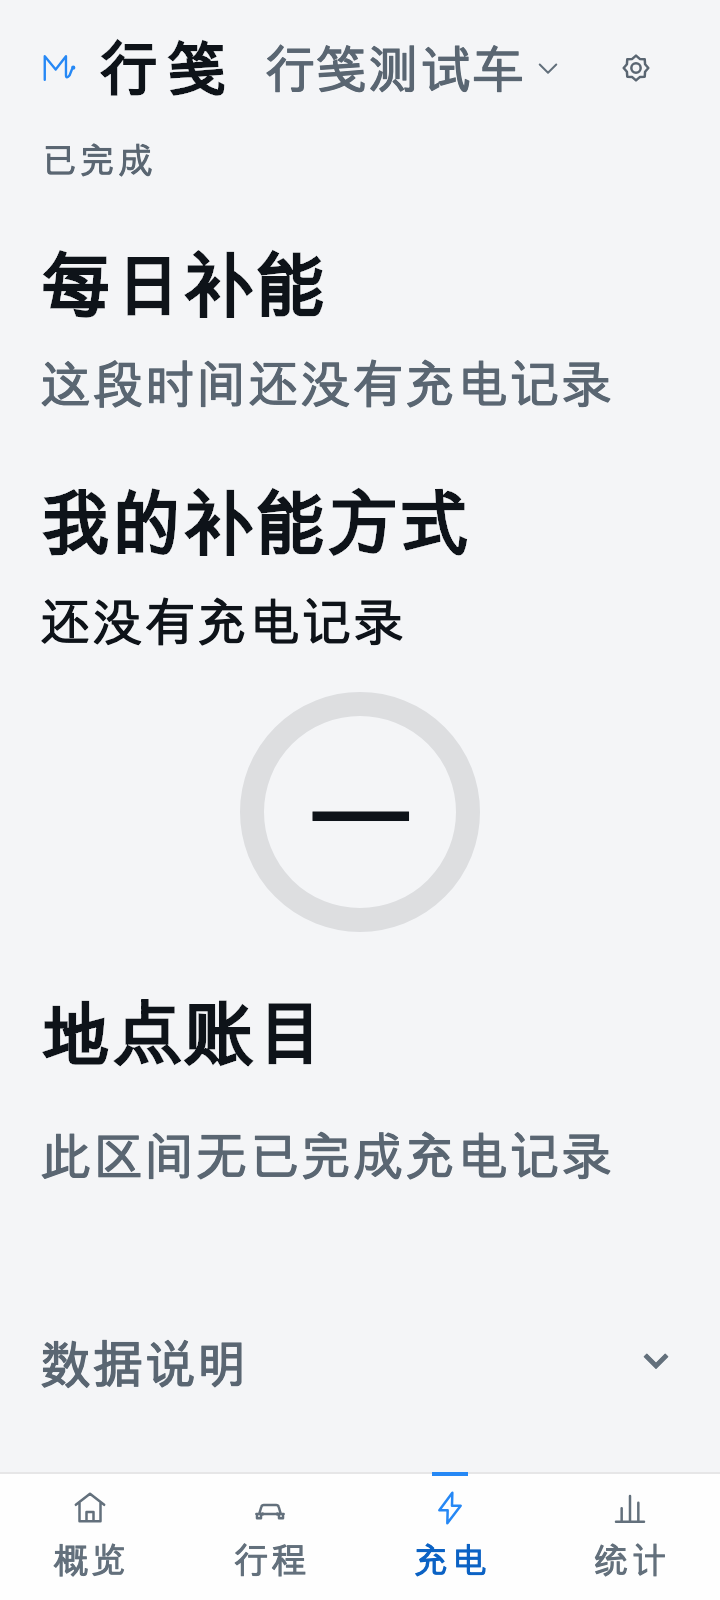 行笺 行笺测试车
已完成
每日补能
这段时间还没有充电记录
我的补能方式
还没有充电记录
—
地点账目
此区间无已完成充电记录
数据说明
概览 行程 充电 统计